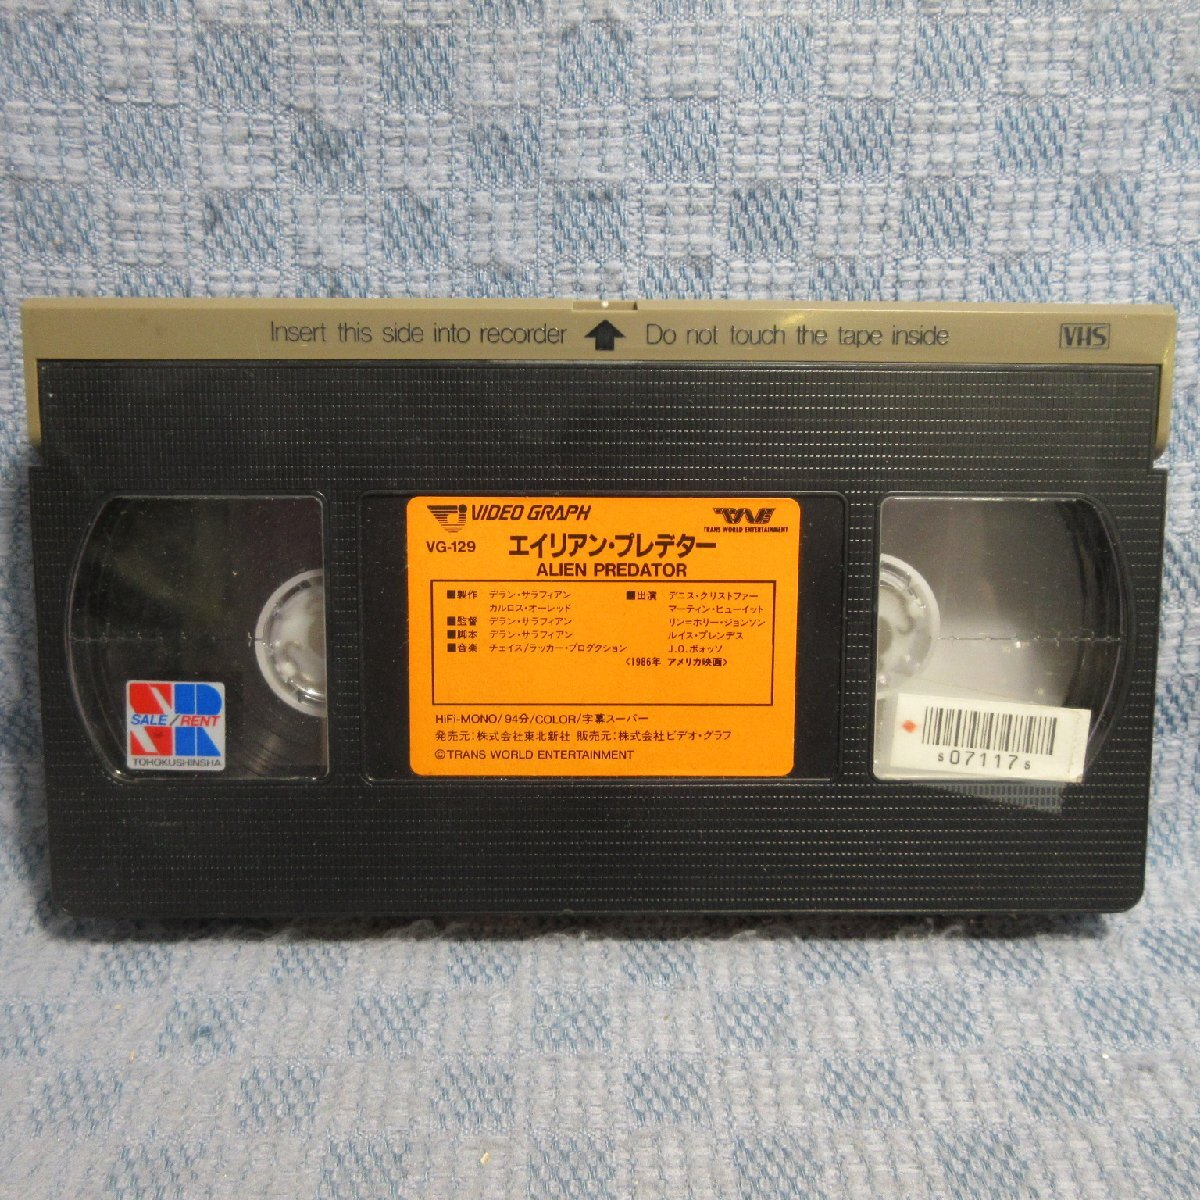 Insert this side into recorder Do not touch the tape inside VHS
VIDEO GRAPH
TWE
TRANS WORLD ENTERTAINMENT
VG-129 エイリアン・プレデター
ALIEN PREDATOR
■製作 デラン・サラフィアン
カルロス・オーレッド
■監督 デラン・サラフィアン
■脚本 デラン・サラフィアン
■音楽 チェイス/ラッカー・プロダクション
■出演 デニス・クリストファー
マーティン・ヒューイット
リン=ホリー・ジョンソン
ルイス・プレンデス
J.O.ボォッソ
〈1986年 アメリカ映画〉
HiFi-MONO/94分/COLOR/字幕スーパー
発売元:株式会社東北新社 販売元:株式会社ビデオ・グラフ
©TRANS WORLD ENTERTAINMENT
SR
SALE/RENT
TOHOKUSHINSHA
S07117S